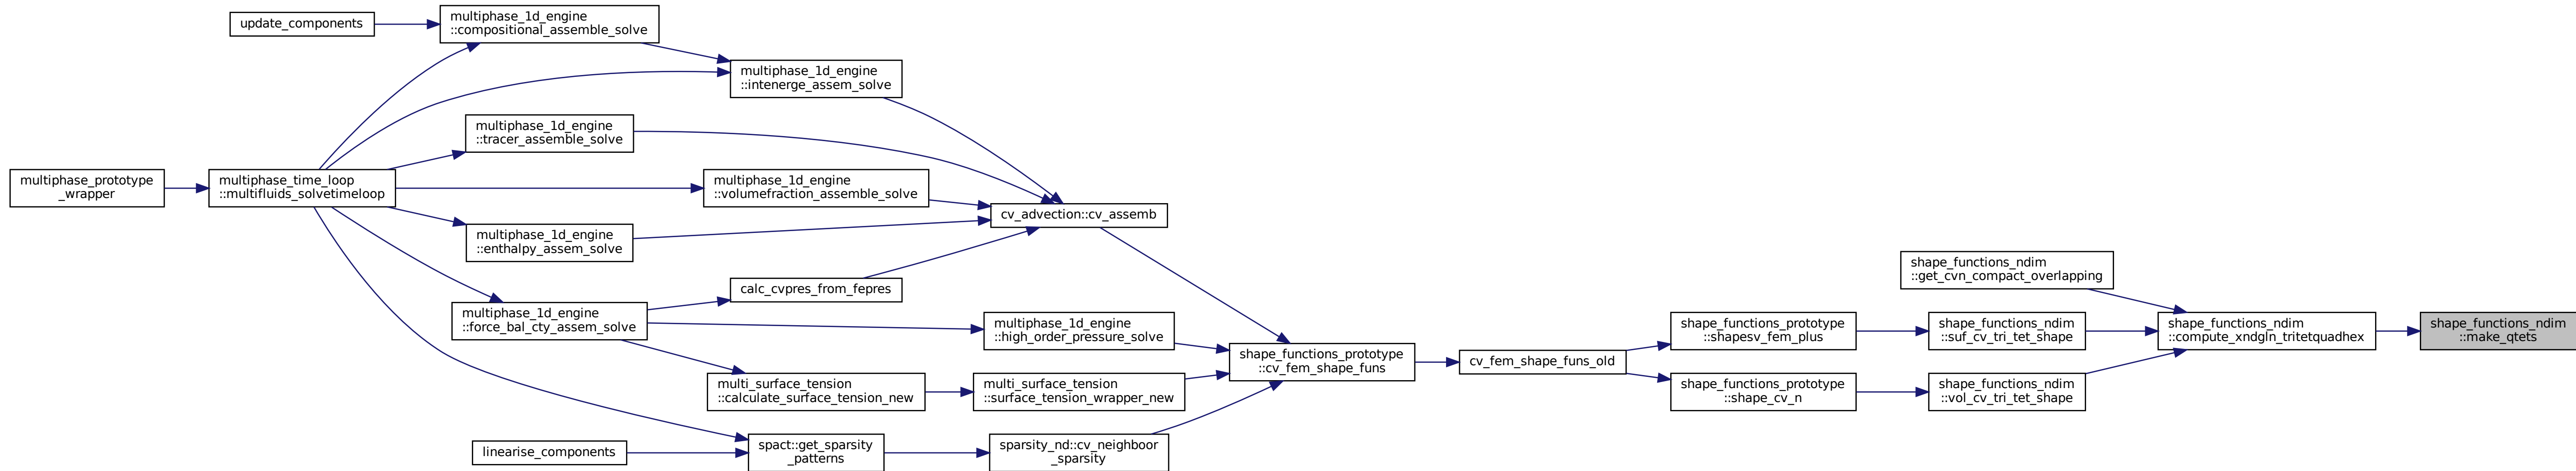 update_components
multiphase_1d_engine
::compositional_assemble_solve
multiphase_1d_engine
::intenerge_assem_solve
multiphase_1d_engine
::tracer_assemble_solve
multiphase_prototype
_wrapper
multiphase_time_loop
::multifluids_solvetimeloop
multiphase_1d_engine
::volumefraction_assemble_solve
cv_advection::cv_assemb
multiphase_1d_engine
::enthalpy_assem_solve
calc_cvpres_from_fepres
multiphase_1d_engine
::force_bal_cty_assem_solve
multiphase_1d_engine
::high_order_pressure_solve
multi_surface_tension
::calculate_surface_tension_new
multi_surface_tension
::surface_tension_wrapper_new
linearise_components
spact::get_sparsity
_patterns
sparsity_nd::cv_neighboor
_sparsity
shape_functions_prototype
::cv_fem_shape_funs
cv_fem_shape_funs_old
shape_functions_prototype
::shapesv_fem_plus
shape_functions_prototype
::shape_cv_n
shape_functions_ndim
::get_cvn_compact_overlapping
shape_functions_ndim
::suf_cv_tri_tet_shape
shape_functions_ndim
::vol_cv_tri_tet_shape
shape_functions_ndim
::compute_xndgln_tritetquadhex
shape_functions_ndim
::make_qtets